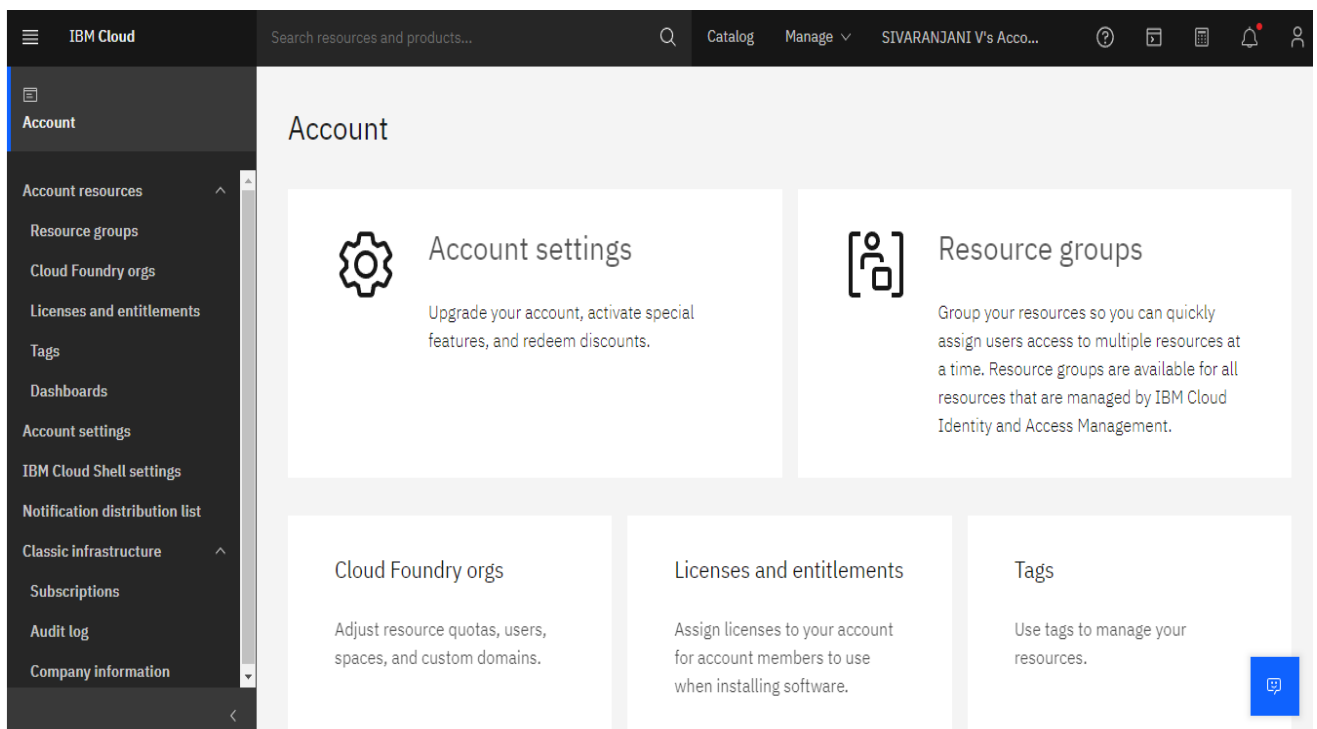 IBM Cloud
Search resources and products...
Catalog
Manage
SIVARANJANI V's Acco...
Account
Account resources
Resource groups
Cloud Foundry orgs
Licenses and entitlements
Tags
Dashboards
Account settings
IBM Cloud Shell settings
Notification distribution list
Classic infrastructure
Subscriptions
Audit log
Company information
Account
Account settings
Upgrade your account, activate special
features, and redeem discounts.
Resource groups
Group your resources so you can quickly
assign users access to multiple resources at
a time. Resource groups are available for all
resources that are managed by IBM Cloud
Identity and Access Management.
Cloud Foundry orgs
Adjust resource quotas, users,
spaces, and custom domains.
Licenses and entitlements
Assign licenses to your account
for account members to use
when installing software.
Tags
Use tags to manage your
resources.